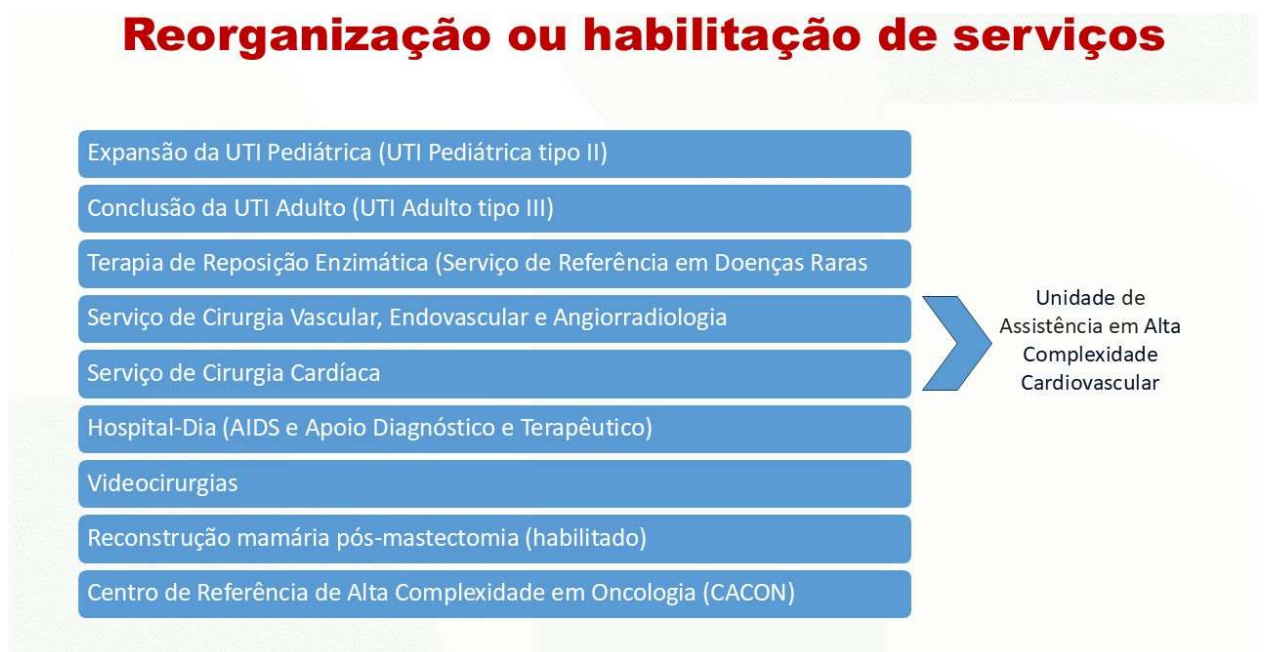 Reorganização ou habilitação de serviços
Expansão da UTI Pediátrica (UTI Pediátrica tipo II)
Conclusão da UTI Adulto (UTI Adulto tipo III)
Terapia de Reposição Enzimática (Serviço de Referência em Doenças Raras
Serviço de Cirurgia Vascular, Endovascular e Angiorradiologia
Serviço de Cirurgia Cardíaca
Hospital-Dia (AIDS e Apoio Diagnóstico e Terapêutico)
Videocirurgias
Reconstrução mamária pós-mastectomia (habilitado)
Centro de Referência de Alta Complexidade em Oncologia (CACON)
Unidade de
Assistência em Alta
Complexidade
Cardiovascular